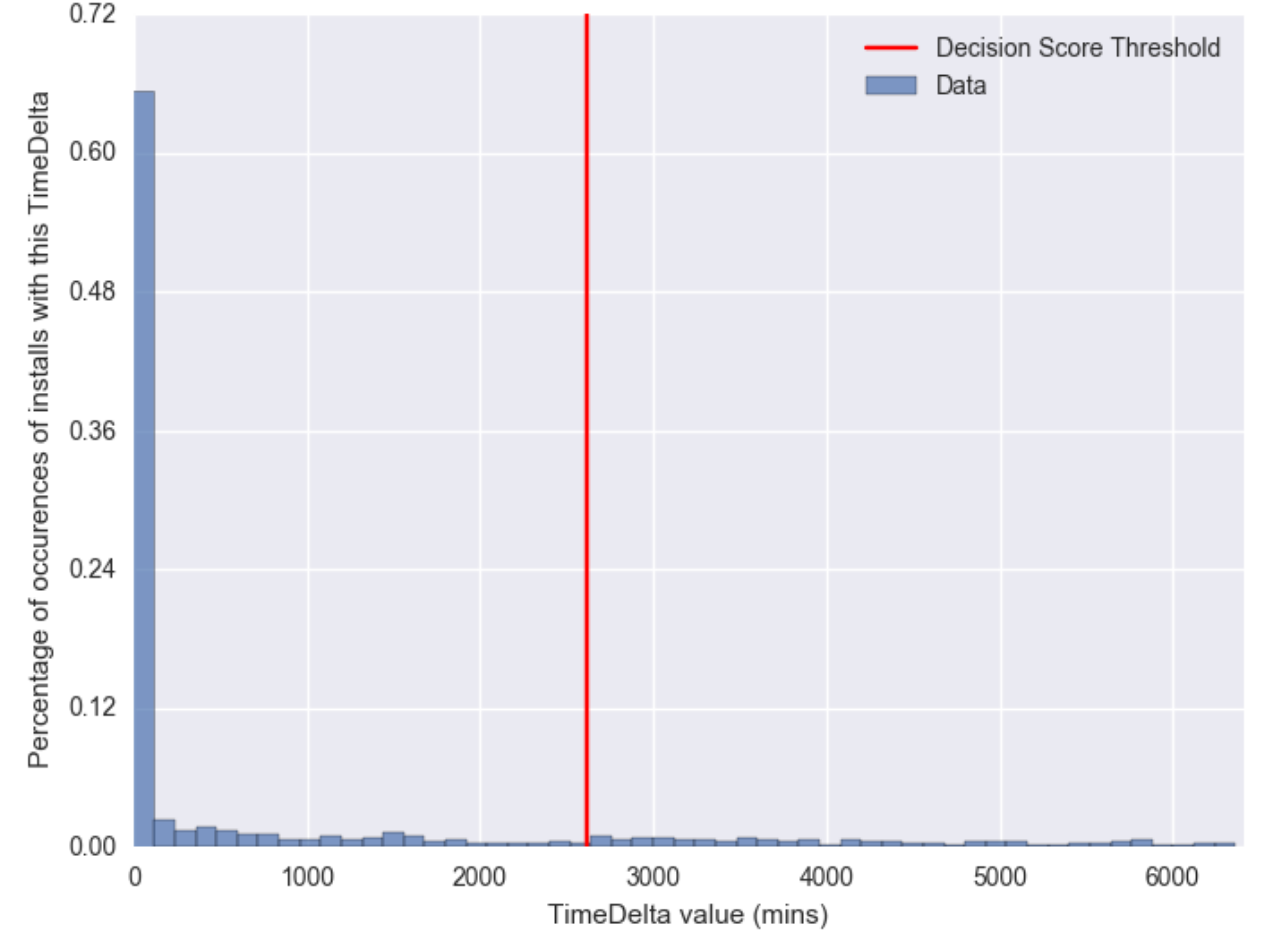 0.72
0.60
0.48
0.36
0.24
0.12
0.00
Percentage of occurences of installs with this TimeDelta
Decision Score Threshold
Data
0 1000 2000 3000 4000 5000 6000
TimeDelta value (mins)